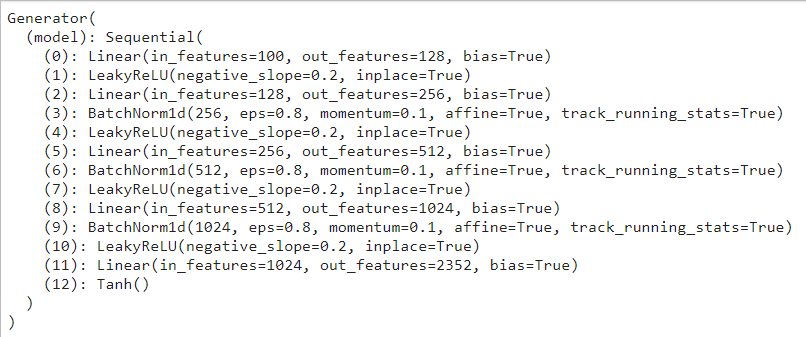 Generator(
  (model): Sequential(
    (0): Linear(in_features=100, out_features=128, bias=True)
    (1): LeakyReLU(negative_slope=0.2, inplace=True)
    (2): Linear(in_features=128, out_features=256, bias=True)
    (3): BatchNorm1d(256, eps=0.8, momentum=0.1, affine=True, track_running_stats=True)
    (4): LeakyReLU(negative_slope=0.2, inplace=True)
    (5): Linear(in_features=256, out_features=512, bias=True)
    (6): BatchNorm1d(512, eps=0.8, momentum=0.1, affine=True, track_running_stats=True)
    (7): LeakyReLU(negative_slope=0.2, inplace=True)
    (8): Linear(in_features=512, out_features=1024, bias=True)
    (9): BatchNorm1d(1024, eps=0.8, momentum=0.1, affine=True, track_running_stats=True)
    (10): LeakyReLU(negative_slope=0.2, inplace=True)
    (11): Linear(in_features=1024, out_features=2352, bias=True)
    (12): Tanh()
  )
)